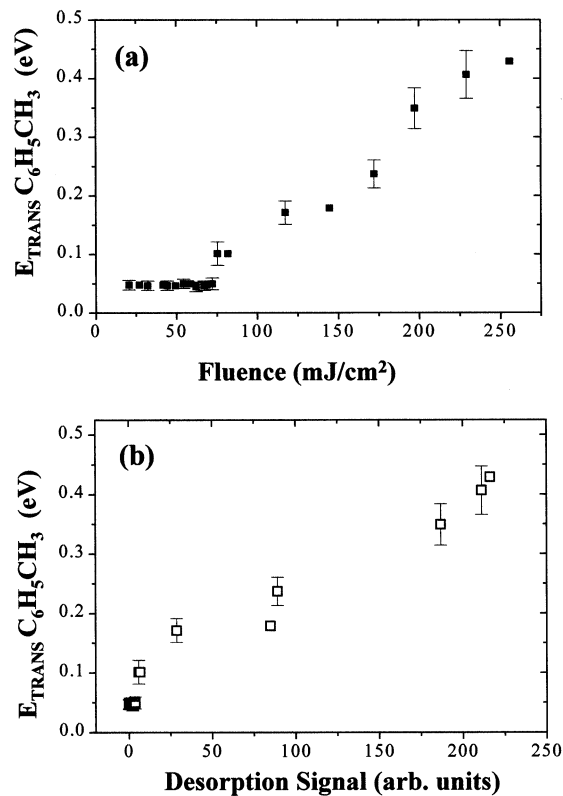 0.5
(a)
0.4
0.3
0.2
0.1
0.0
E_TRANS C₆H₅CH₃ (eV)
0 50 100 150 200 250
Fluence (mJ/cm²)
0.5
(b)
0.4
0.3
0.2
0.1
0.0
E_TRANS C₆H₅CH₃ (eV)
0 50 100 150 200 250
Desorption Signal (arb. units)